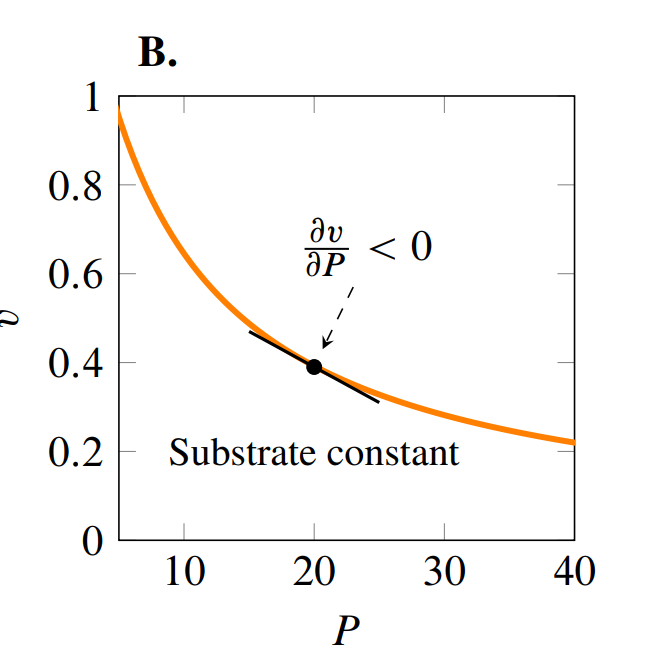 B.
1
0.8
0.6
0.4
0.2
0
v
∂v/∂P < 0
Substrate constant
10 20 30 40
P